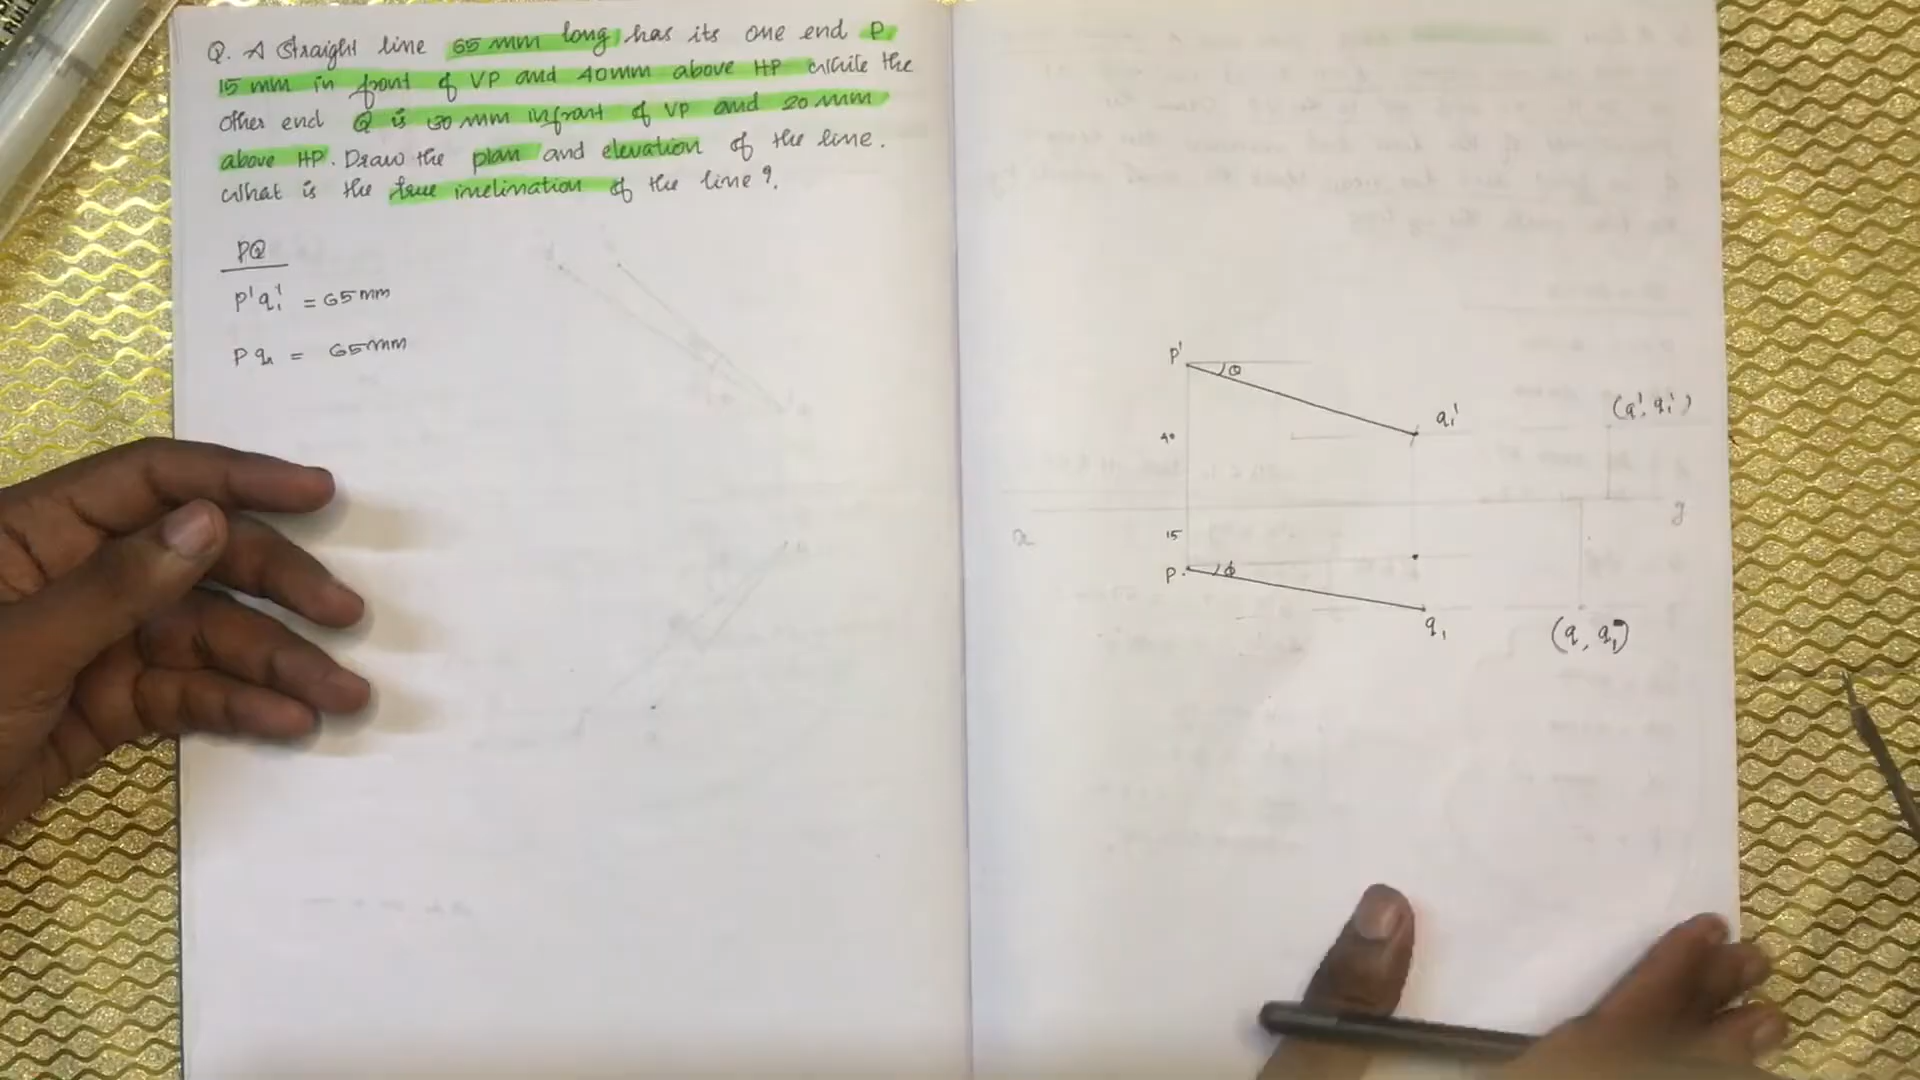 Q. A straight line 65 mm long has its one end P
15 mm in front of VP and 40mm above HP while the
other end Q is 30 mm infront of VP and 20 mm
above HP. Draw the plan and elevation of the line.
What is the true inclination of the line?
PQ
p'q₁' = 65mm
Pq₁ = 65mm
P'
θ
q₁'
(q', q₁')
40
15
x
y
P
ϕ
q₁
(q, q₁)